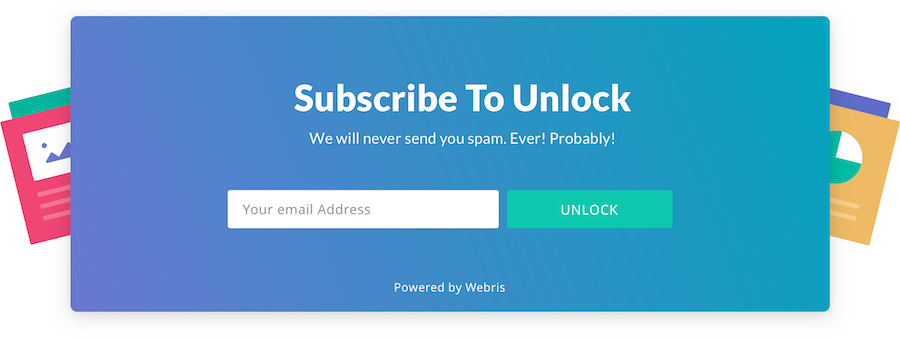 Subscribe To Unlock
We will never send you spam. Ever! Probably!
Your email Address
UNLOCK
Powered by Webris